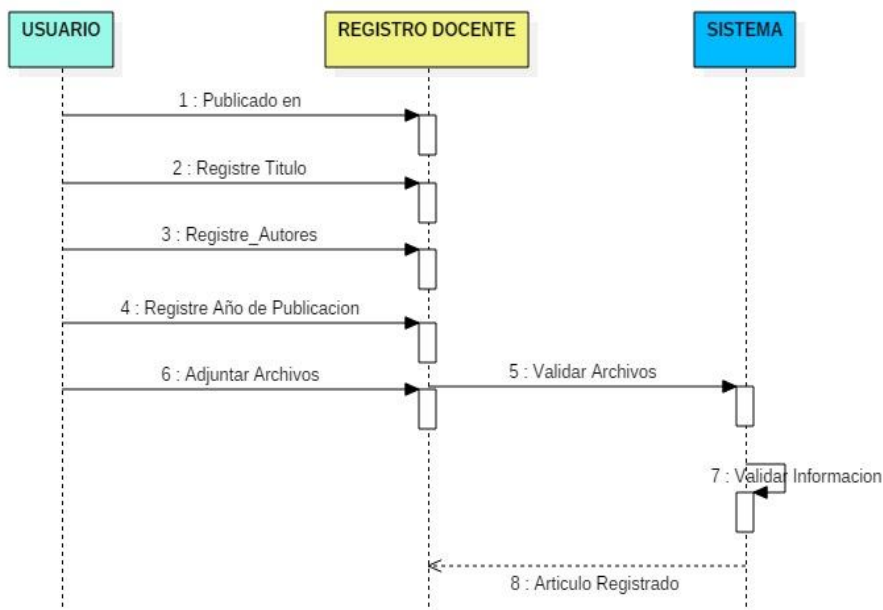 USUARIO
REGISTRO DOCENTE
SISTEMA
1 : Publicado en
2 : Registre Titulo
3 : Registre_Autores
4 : Registre Año de Publicacion
6 : Adjuntar Archivos
5 : Validar Archivos
7 : Validar Informacion
8 : Articulo Registrado